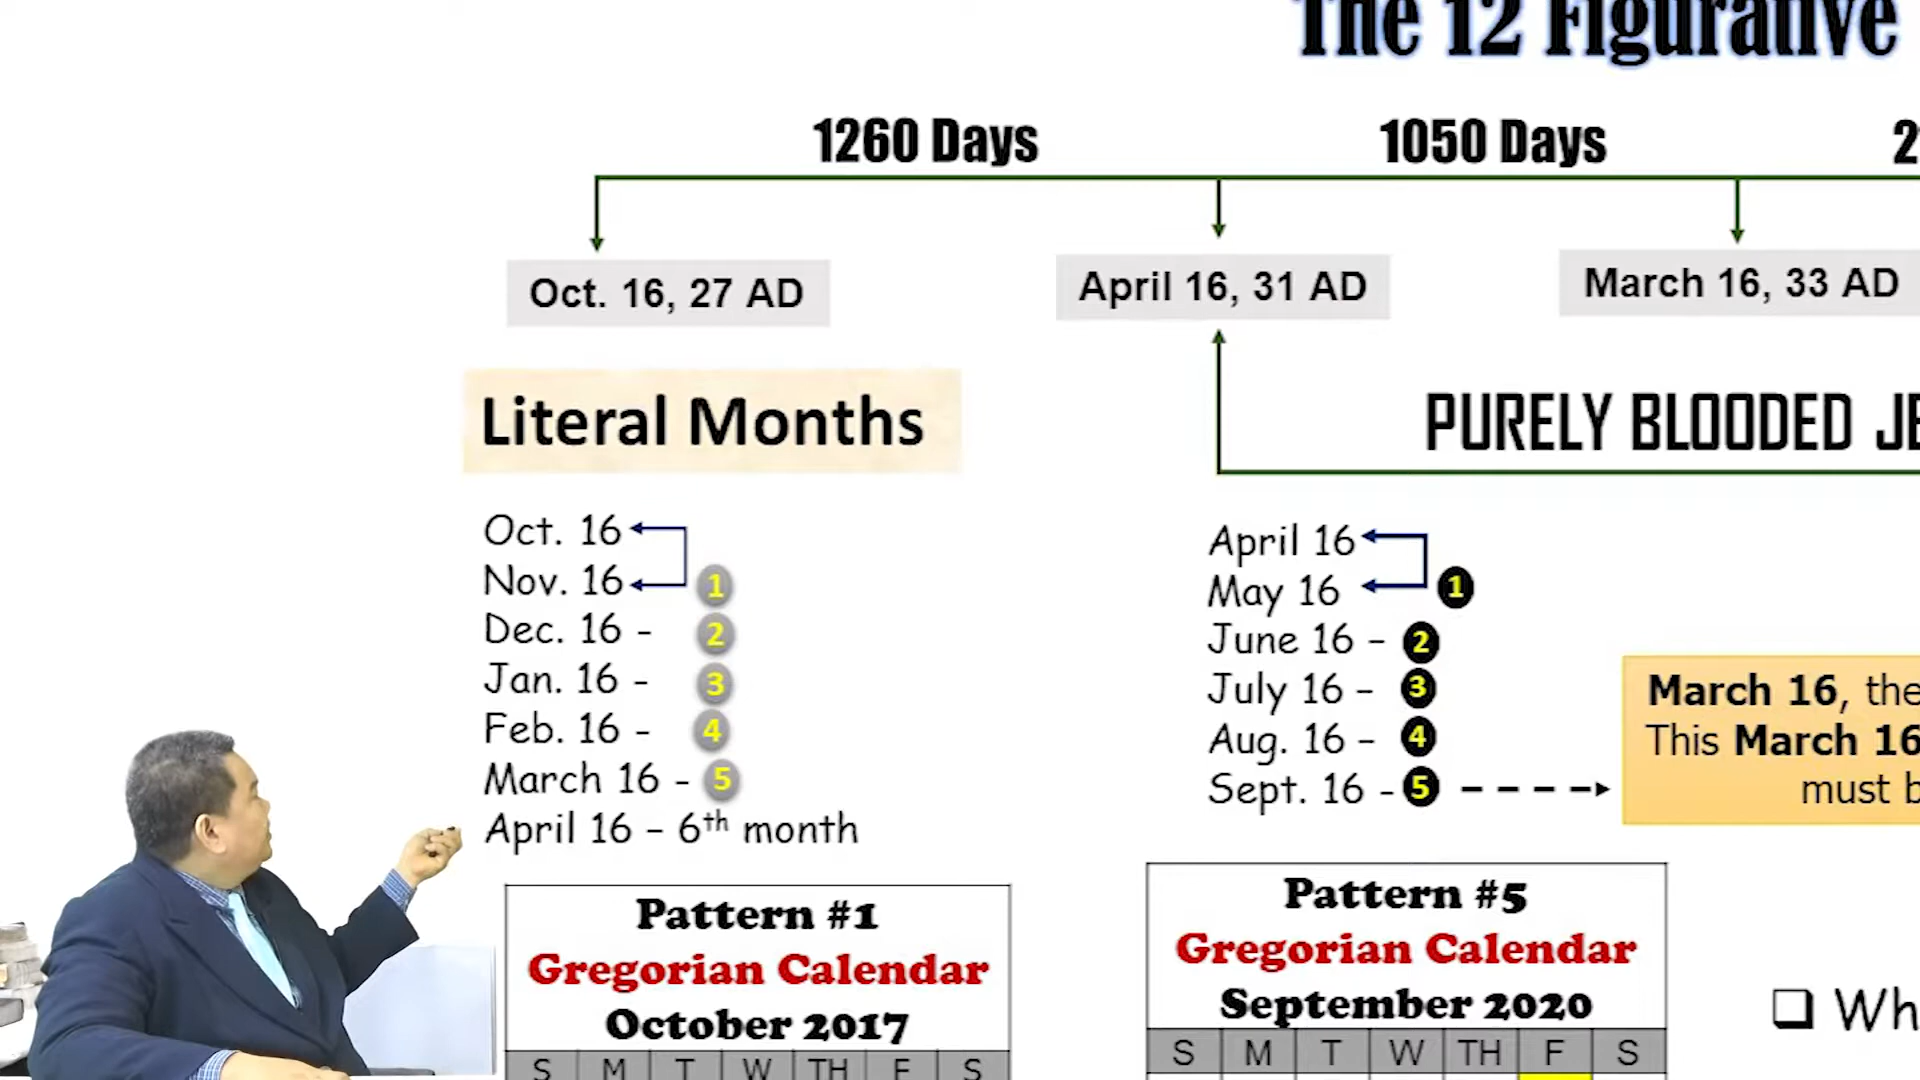 The 12 Figurative
1260 Days
1050 Days
Oct. 16, 27 AD
April 16, 31 AD
March 16, 33 AD
Literal Months
PURELY BLOODED
Oct. 16
Nov. 16 1
Dec. 16 - 2
Jan. 16 - 3
Feb. 16 - 4
March 16 - 5
April 16 – 6th month
April 16
May 16 1
June 16 – 2
July 16 – 3
Aug. 16 – 4
Sept. 16 - 5
March 16, the
This March 16
must
Pattern #1
Gregorian Calendar
October 2017
S M T W TH F S
Pattern #5
Gregorian Calendar
September 2020
S M T W TH F S